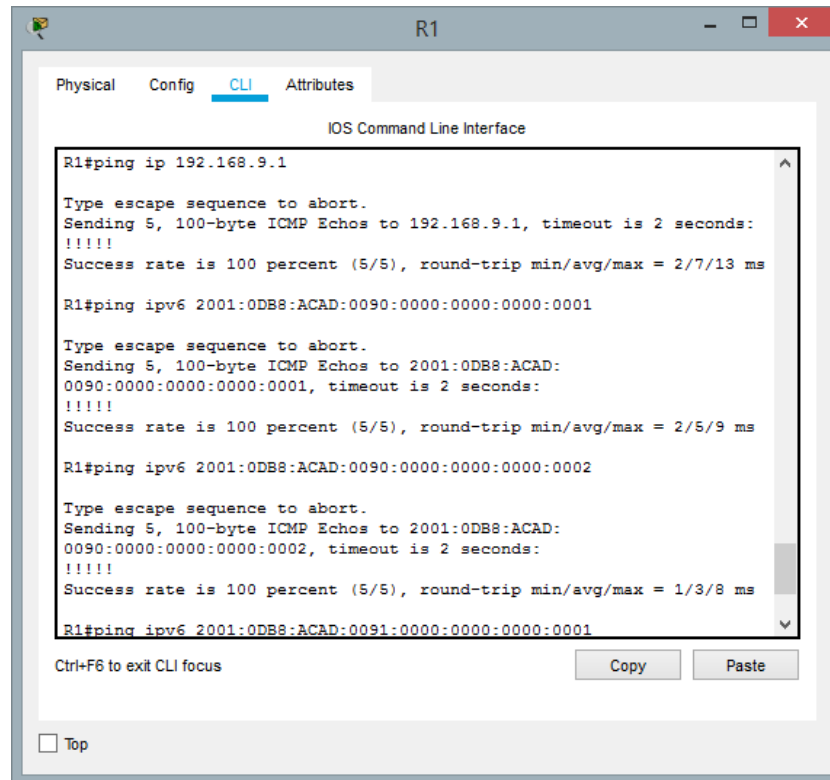 R1
Physical Config CLI Attributes
IOS Command Line Interface
R1#ping ip 192.168.9.1
Type escape sequence to abort.
Sending 5, 100-byte ICMP Echos to 192.168.9.1, timeout is 2 seconds:
!!!!!
Success rate is 100 percent (5/5), round-trip min/avg/max = 2/7/13 ms
R1#ping ipv6 2001:0DB8:ACAD:0090:0000:0000:0000:0001
Type escape sequence to abort.
Sending 5, 100-byte ICMP Echos to 2001:0DB8:ACAD:
0090:0000:0000:0000:0001, timeout is 2 seconds:
!!!!!
Success rate is 100 percent (5/5), round-trip min/avg/max = 2/5/9 ms
R1#ping ipv6 2001:0DB8:ACAD:0090:0000:0000:0000:0002
Type escape sequence to abort.
Sending 5, 100-byte ICMP Echos to 2001:0DB8:ACAD:
0090:0000:0000:0000:0002, timeout is 2 seconds:
!!!!!
Success rate is 100 percent (5/5), round-trip min/avg/max = 1/3/8 ms
R1#ping ipv6 2001:0DB8:ACAD:0091:0000:0000:0000:0001
Ctrl+F6 to exit CLI focus
Copy Paste
Top